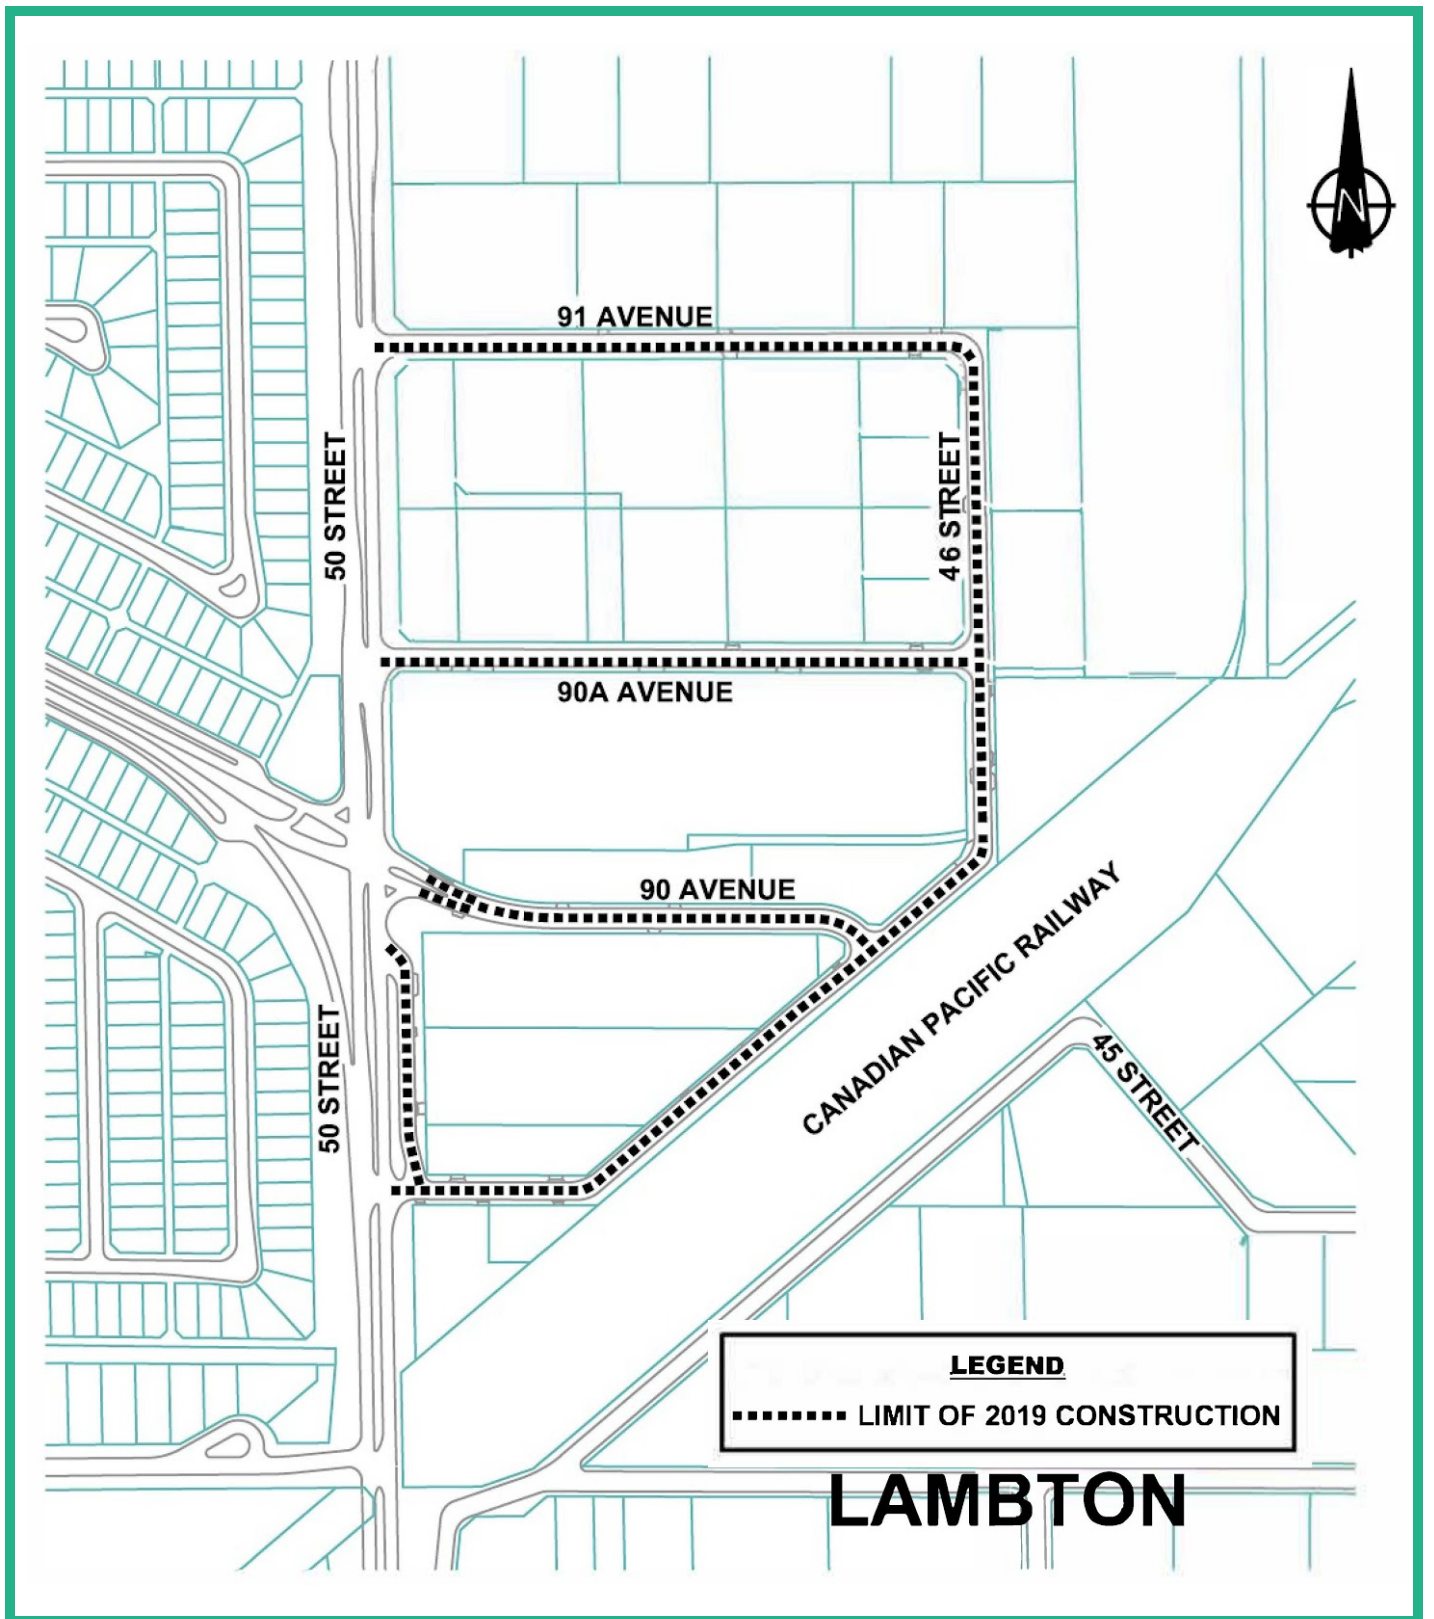 N
91 AVENUE
50 STREET
46 STREET
90A AVENUE
90 AVENUE
CANADIAN PACIFIC RAILWAY
50 STREET
45 STREET
LEGEND
LIMIT OF 2019 CONSTRUCTION
LAMBTON